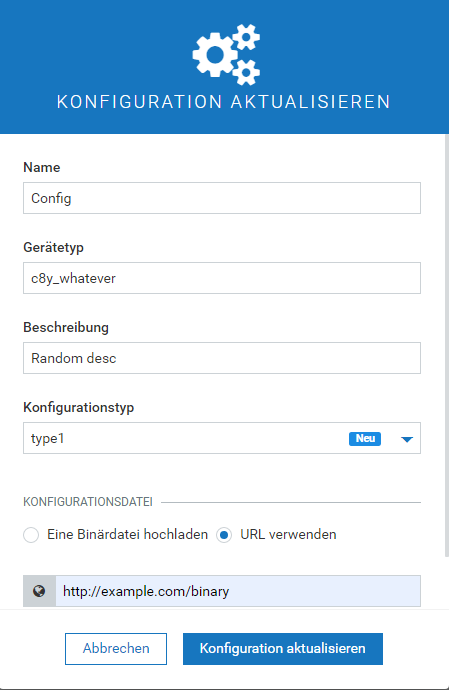 KONFIGURATION AKTUALISIEREN
Name
Config
Gerätetyp
c8y_whatever
Beschreibung
Random desc
Konfigurationstyp
type1 Neu
KONFIGURATIONSDATEI
Eine Binärdatei hochladen URL verwenden
http://example.com/binary
Abbrechen Konfiguration aktualisieren